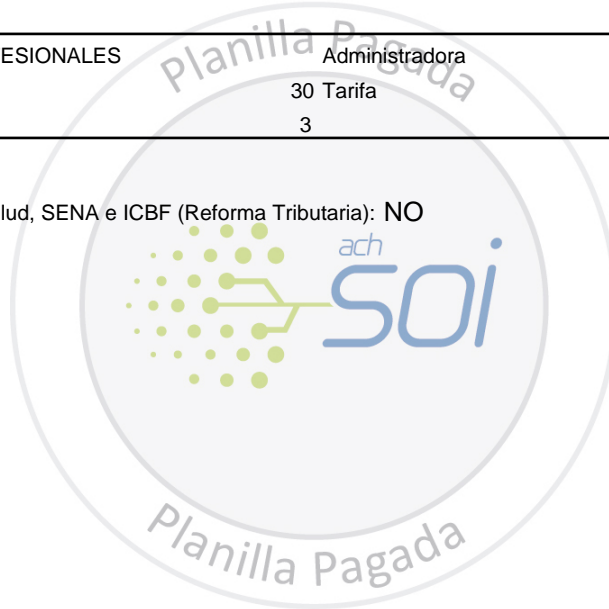 Planilla Pagada
ESIONALES Administradora
30 Tarifa
3
lud, SENA e ICBF (Reforma Tributaria): NO
ach
soi
Planilla Pagada